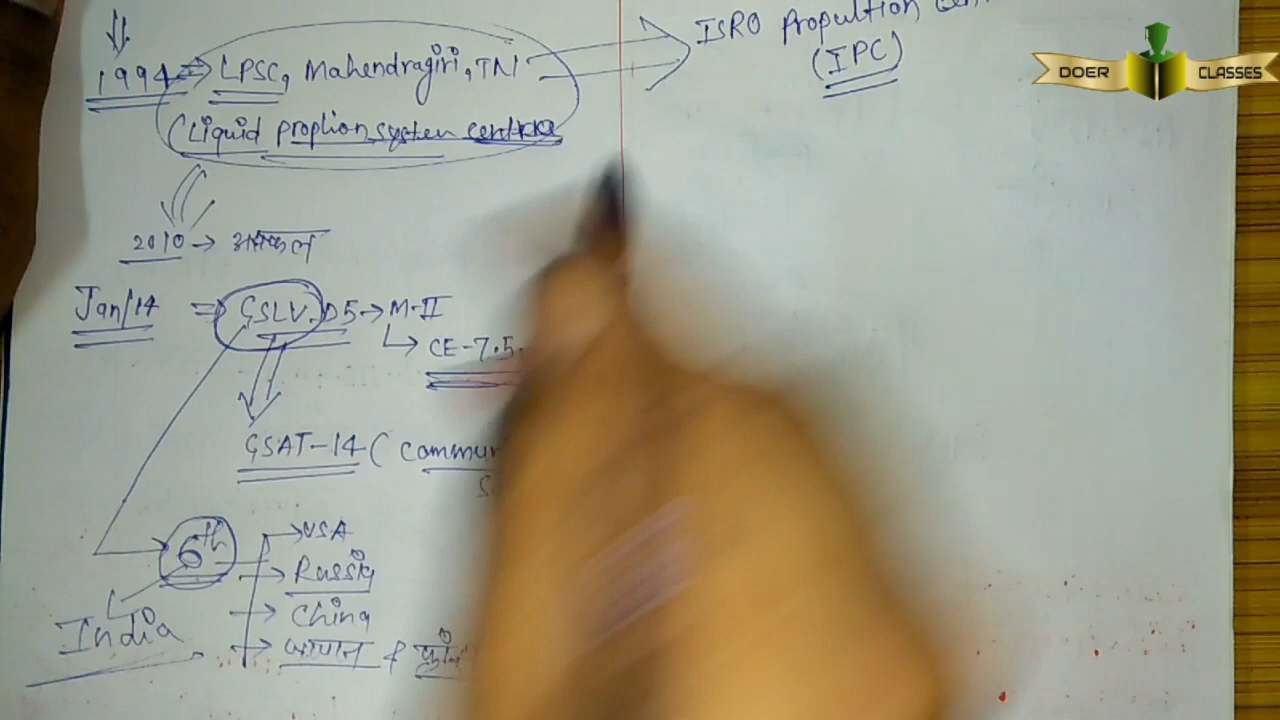 1994 → LPSC, Mahendragiri, TN → ISRO Propultion
(IPC)
(Liquid proplion system centre
2010 → असफल
Jan/14 ⇒ GSLV.D5 → M-II
↳ CE-7.5
GSAT-14 (Commun
6th → USA
→ Russia
→ China
India
→ जापान & फ्रांस
DOER CLASSES